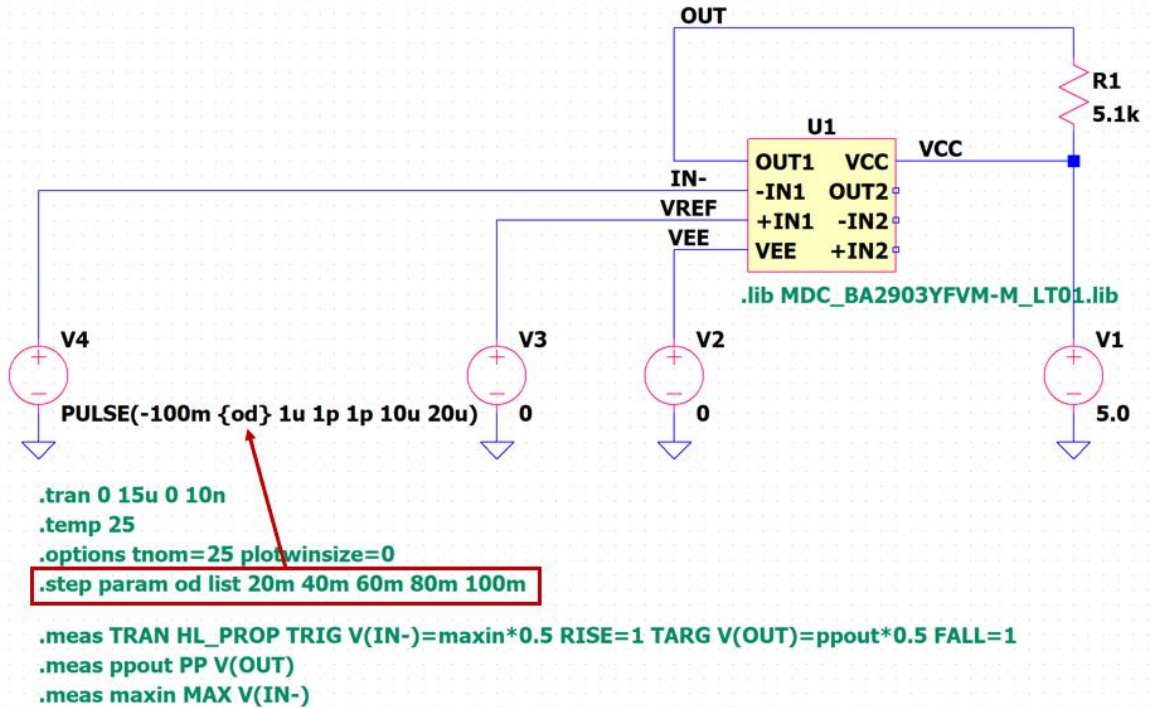 OUT
R1
5.1k
U1
OUT1 VCC
VCC
IN-
-IN1 OUT2
VREF
+IN1 -IN2
VEE
VEE +IN2
.lib MDC_BA2903YFVM-M_LT01.lib
V4
V3
V2
V1
PULSE(-100m {od} 1u 1p 1p 10u 20u)
0
0
5.0
.tran 0 15u 0 10n
.temp 25
.options tnom=25 plotwinsize=0
.step param od list 20m 40m 60m 80m 100m
.meas TRAN HL_PROP TRIG V(IN-)=maxin*0.5 RISE=1 TARG V(OUT)=ppout*0.5 FALL=1
.meas ppout PP V(OUT)
.meas maxin MAX V(IN-)